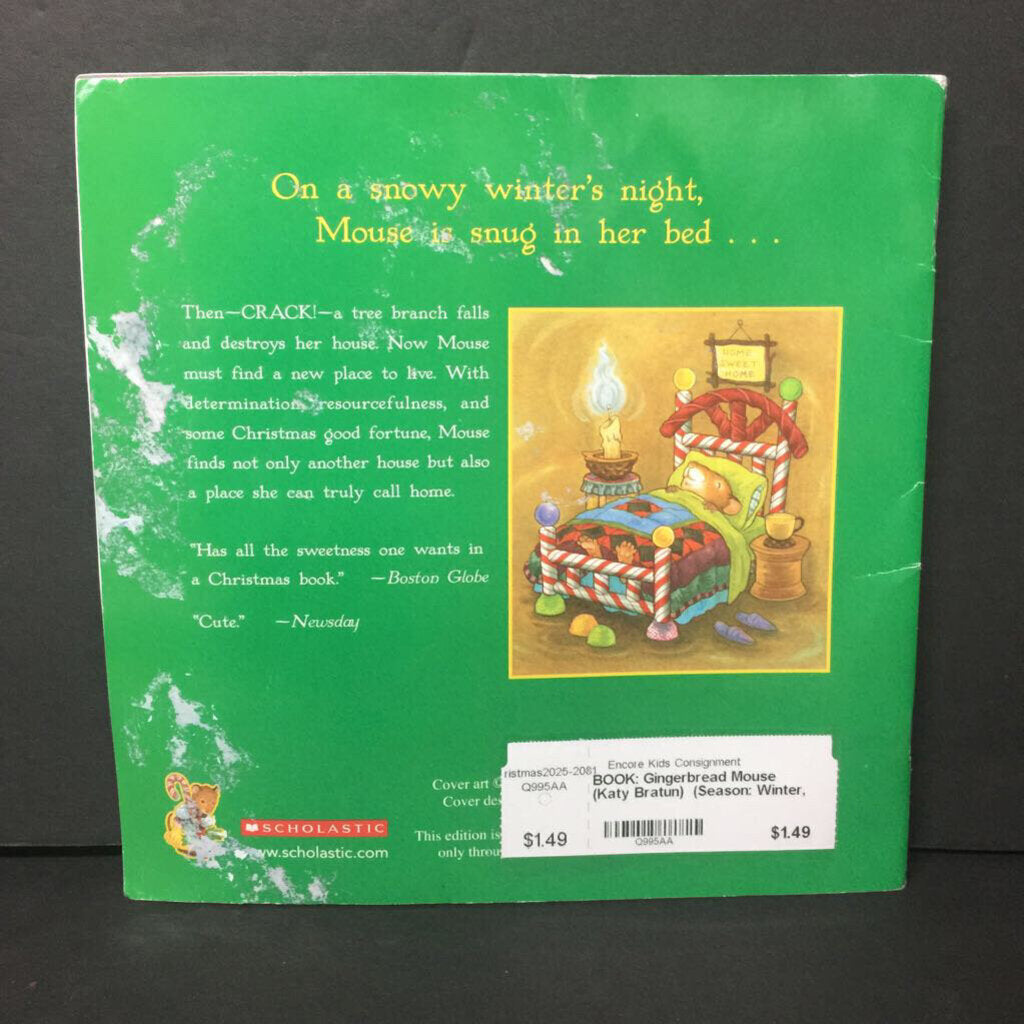 On a snowy winter's night,
Mouse is snug in her bed . . .
Then—CRACK!—a tree branch falls
and destroys her house. Now Mouse
must find a new place to live. With
determination, resourcefulness, and
some Christmas good fortune, Mouse
finds not only another house but also
a place she can truly call home.
"Has all the sweetness one wants in
a Christmas book." —Boston Globe
"Cute." —Newsday
HOME
SWEET
HOME
Cover art ©
Cover des
This edition is
only throu
SCHOLASTIC
www.scholastic.com
ristmas2025-2081
Q995AA
$1.49
Encore Kids Consignment
BOOK: Gingerbread Mouse
(Katy Bratun) (Season: Winter,
Q995AA
$1.49